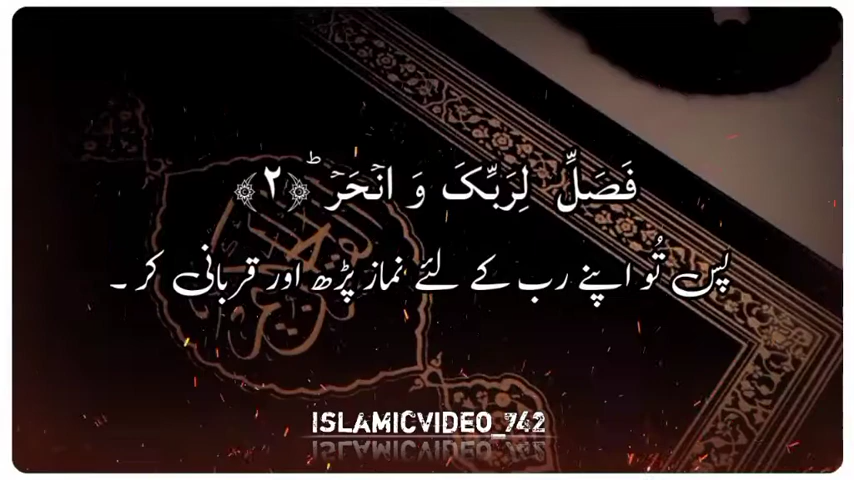 فَصَلِّ لِرَبِّکَ وَ انۡحَرۡ ؕ﴿۲﴾
پس تُو اپنے رب کے لئے نماز پڑھ اور قربانی کر ۔
ISLAMICVIDEO_742